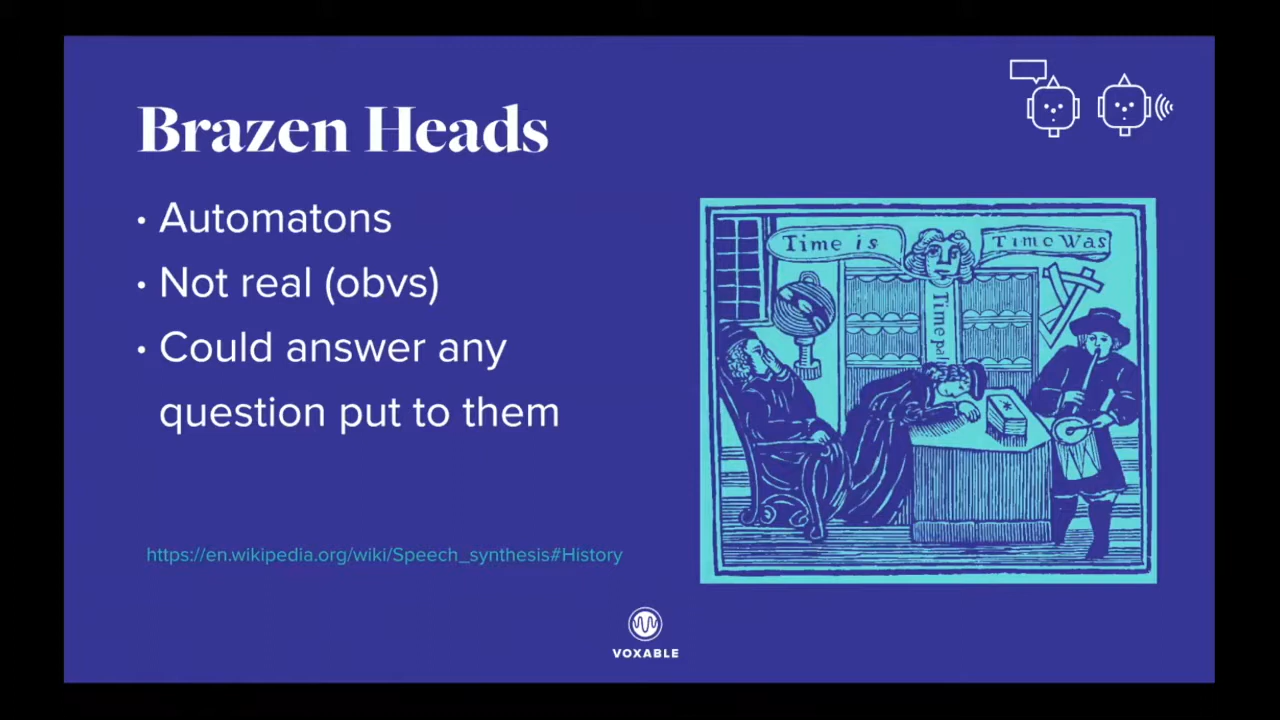 Brazen Heads
• Automatons
• Not real (obvs)
• Could answer any
question put to them
Time is
Time Was
https://en.wikipedia.org/wiki/Speech_synthesis#History
VOXABLE